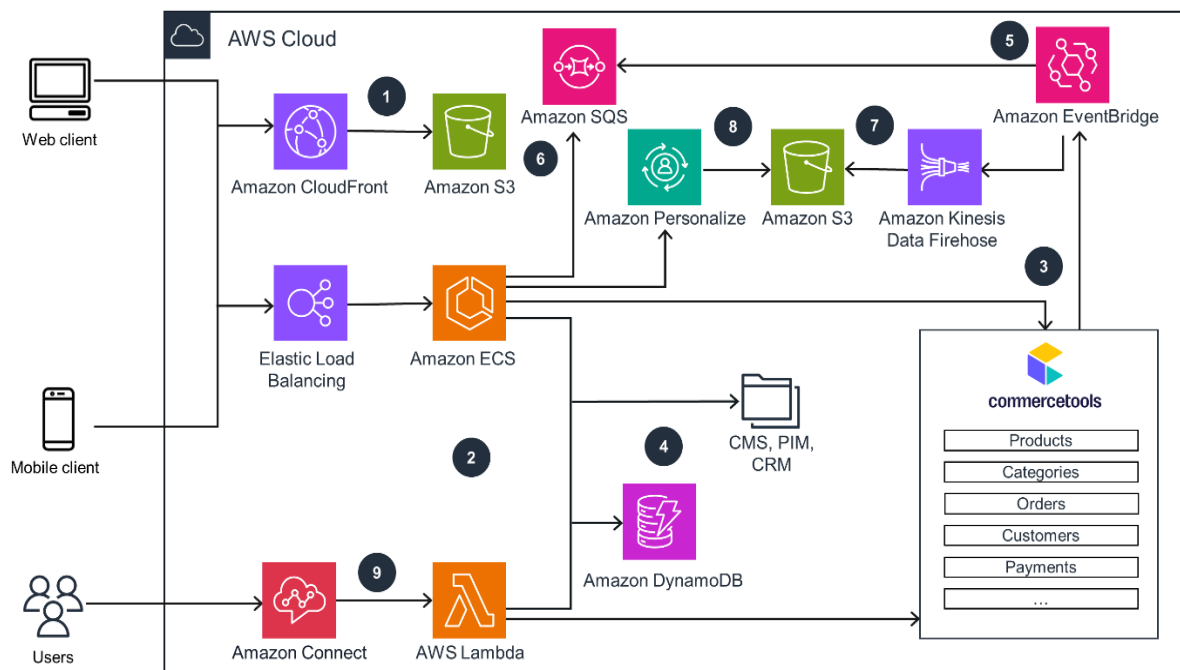 AWS Cloud
Web client
1
Amazon CloudFront
Amazon S3
Amazon SQS
5
Amazon EventBridge
6
8
7
Amazon Personalize
Amazon S3
Amazon Kinesis
Data Firehose
3
Elastic Load
Balancing
Amazon ECS
Mobile client
2
CMS, PIM,
CRM
4
Amazon DynamoDB
commercetools
Products
Categories
Orders
Customers
Payments
...
Users
9
Amazon Connect
AWS Lambda